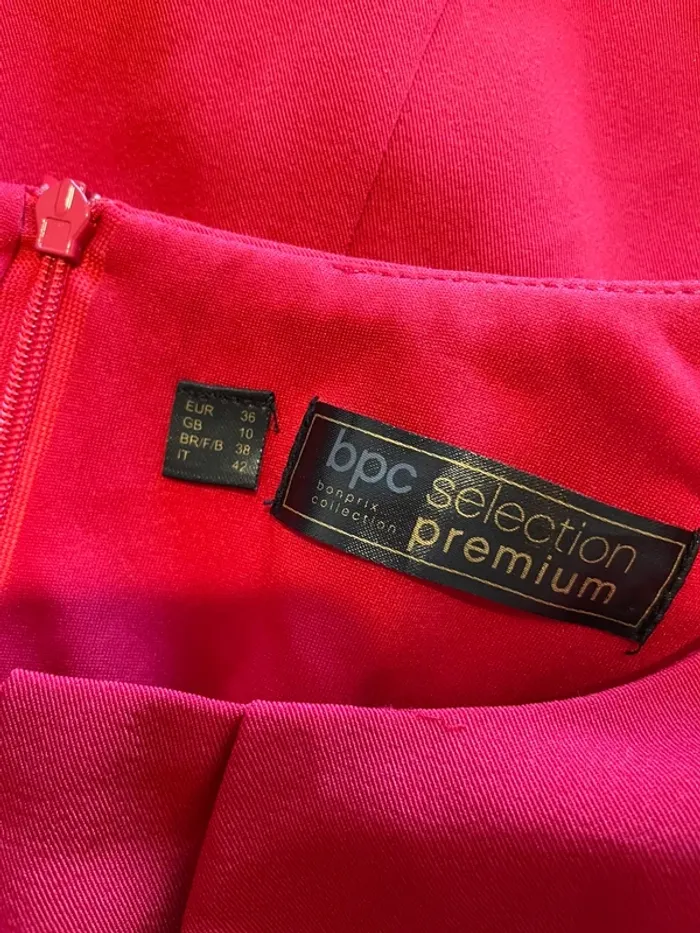 EUR 36
GB 10
BR/F/B 38
IT 42
bpc selection
bonprix
collection
premium